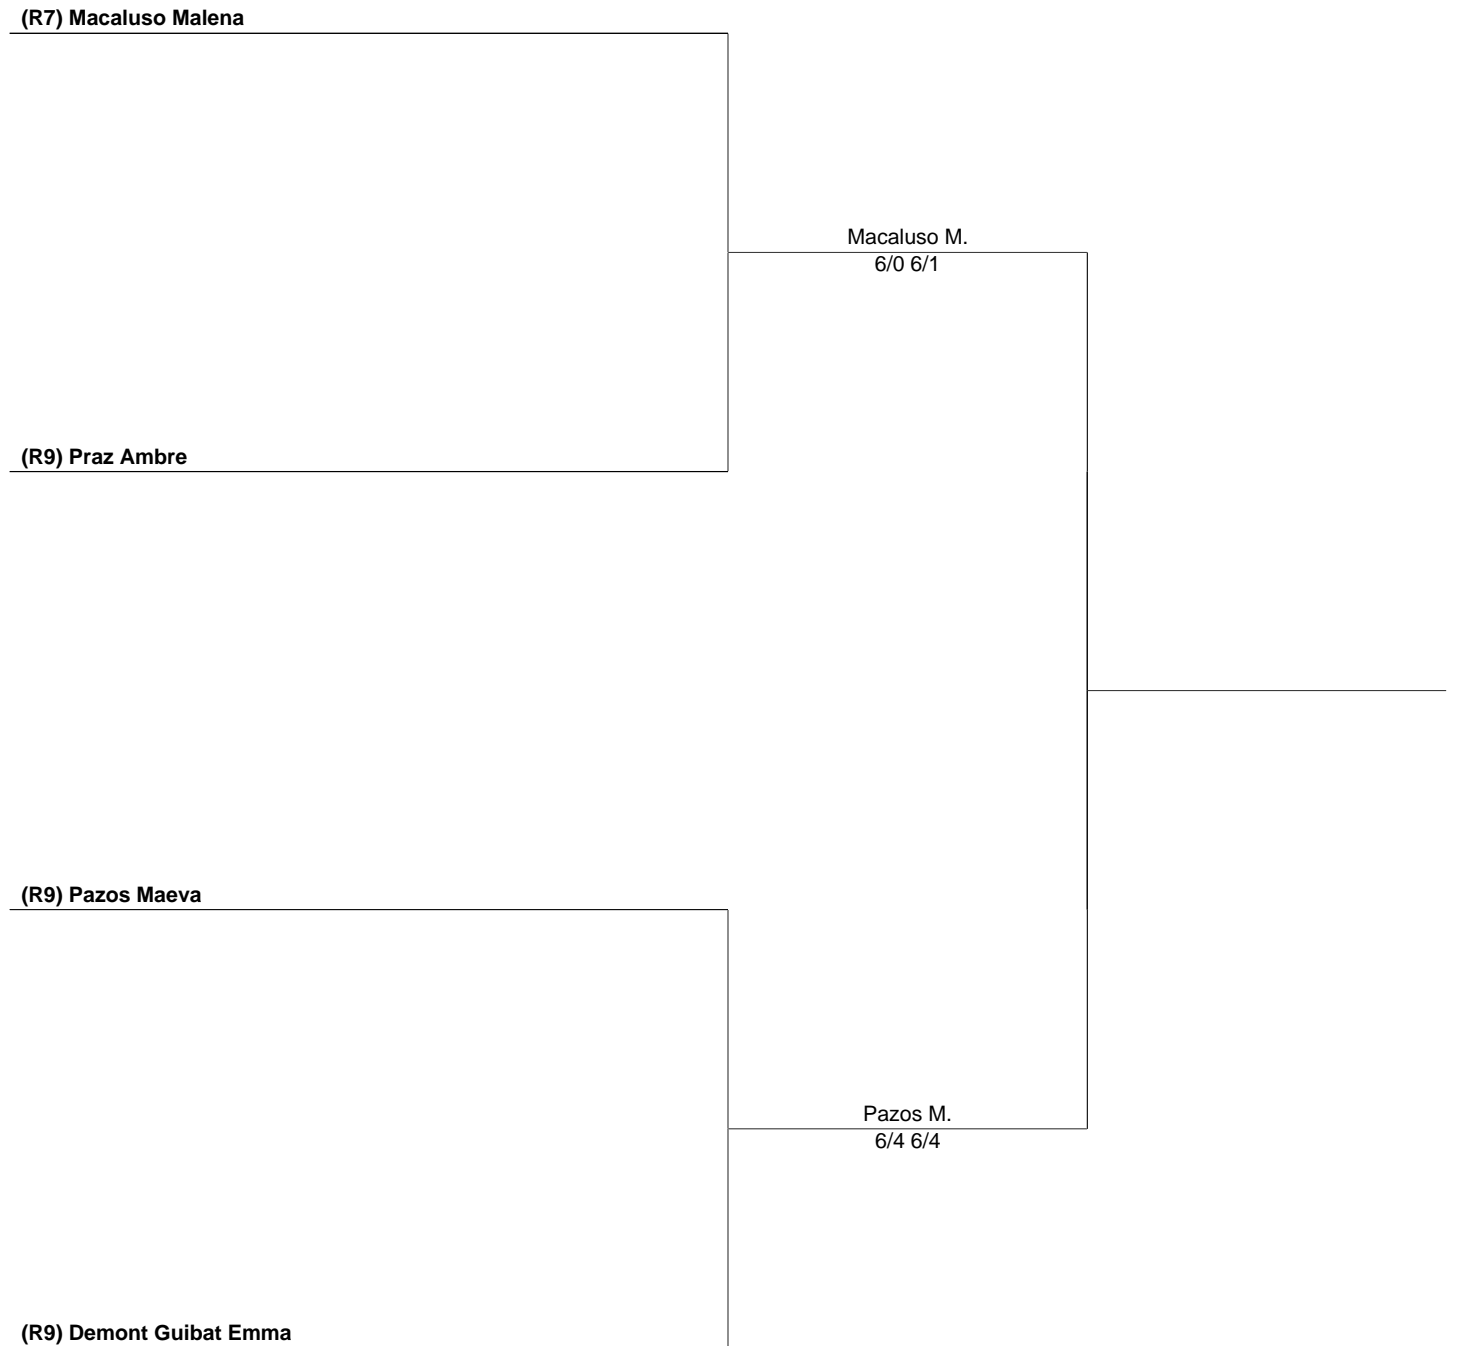 (R7) Macaluso Malena
Macaluso M.
6/0 6/1
(R9) Praz Ambre
(R9) Pazos Maeva
Pazos M.
6/4 6/4
(R9) Demont Guibat Emma